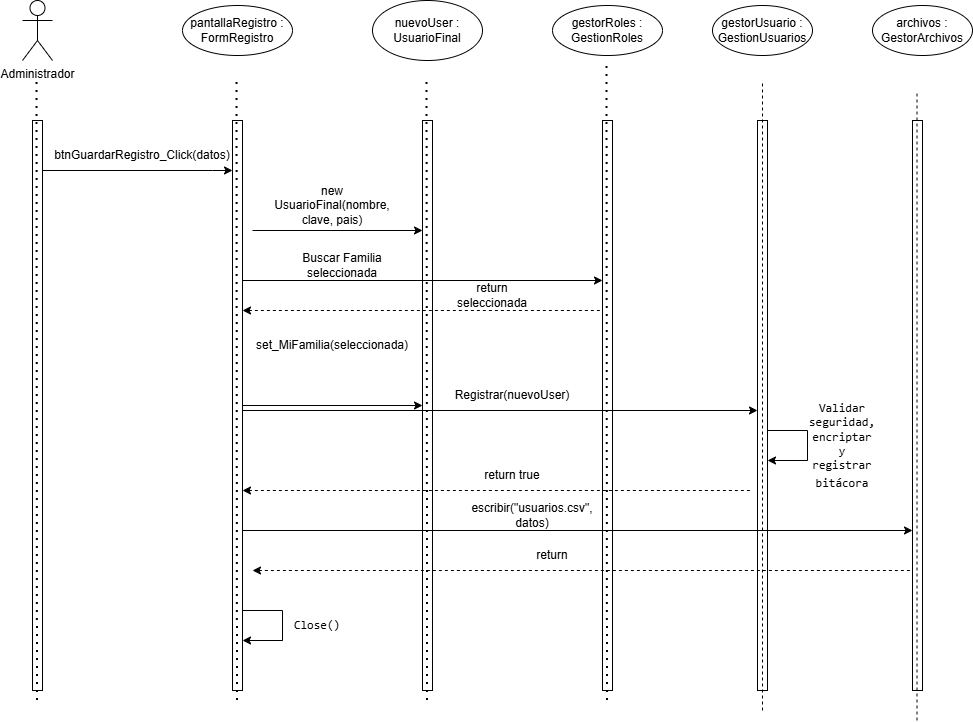 pantallaRegistro :
FormRegistro
nuevoUser :
UsuarioFinal
gestorRoles :
GestionRoles
gestorUsuario :
GestionUsuarios
archivos :
GestorArchivos
Administrador
btnGuardarRegistro_Click(datos)
new
UsuarioFinal(nombre,
clave, pais)
Buscar Familia
seleccionada
return
seleccionada
set_MiFamilia(seleccionada)
Registrar(nuevoUser)
Validar
seguridad,
encriptar
y
registrar
bitácora
return true
escribir("usuarios.csv",
datos)
return
Close()